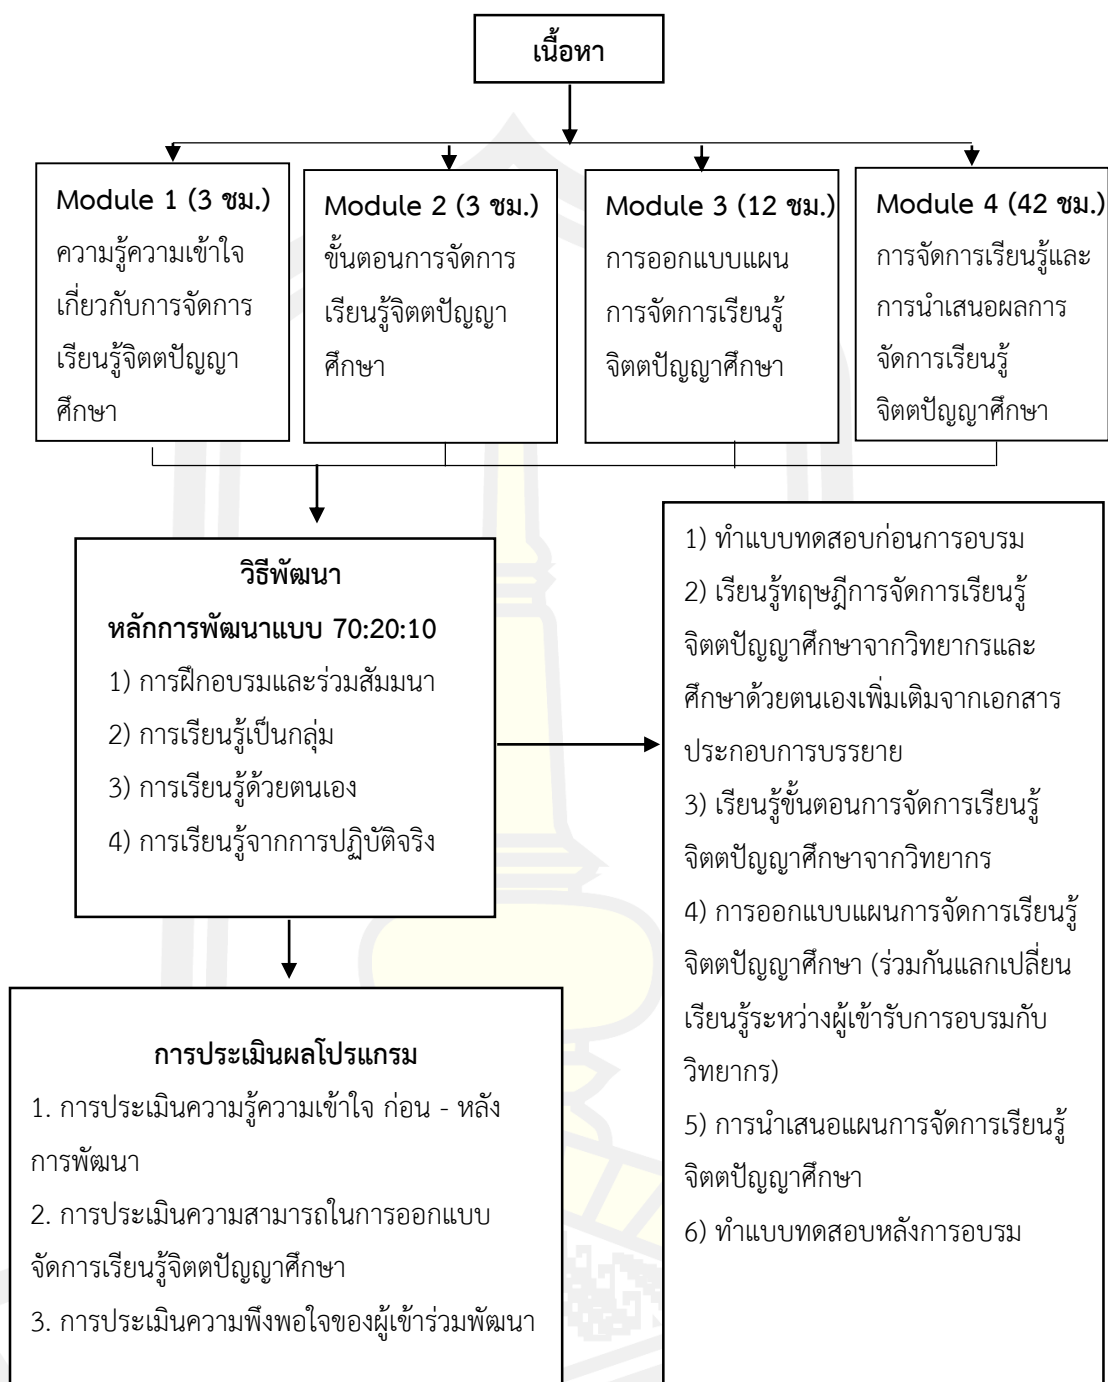 เนื้อหา
Module 1 (3 ชม.)
ความรู้ความเข้าใจ
เกี่ยวกับการจัดการ
เรียนรู้จิตตปัญญา
ศึกษา
Module 2 (3 ชม.)
ขั้นตอนการจัดการ
เรียนรู้จิตตปัญญา
ศึกษา
Module 3 (12 ชม.)
การออกแบบแผน
การจัดการเรียนรู้
จิตตปัญญาศึกษา
Module 4 (42 ชม.)
การจัดการเรียนรู้และ
การนำเสนอผลการ
จัดการเรียนรู้
จิตตปัญญาศึกษา
วิธีพัฒนา
หลักการพัฒนาแบบ 70:20:10
1) การฝึกอบรมและร่วมสัมมนา
2) การเรียนรู้เป็นกลุ่ม
3) การเรียนรู้ด้วยตนเอง
4) การเรียนรู้จากการปฏิบัติจริง
1) ทำแบบทดสอบก่อนการอบรม
2) เรียนรู้ทฤษฎีการจัดการเรียนรู้
จิตตปัญญาศึกษาจากวิทยากรและ
ศึกษาด้วยตนเองเพิ่มเติมจากเอกสาร
ประกอบการบรรยาย
3) เรียนรู้ขั้นตอนการจัดการเรียนรู้
จิตตปัญญาศึกษาจากวิทยากร
4) การออกแบบแผนการจัดการเรียนรู้
จิตตปัญญาศึกษา (ร่วมกันแลกเปลี่ยน
เรียนรู้ระหว่างผู้เข้ารับการอบรมกับ
วิทยากร)
5) การนำเสนอแผนการจัดการเรียนรู้
จิตตปัญญาศึกษา
6) ทำแบบทดสอบหลังการอบรม
การประเมินผลโปรแกรม
1. การประเมินความรู้ความเข้าใจ ก่อน - หลัง
การพัฒนา
2. การประเมินความสามารถในการออกแบบ
จัดการเรียนรู้จิตตปัญญาศึกษา
3. การประเมินความพึงพอใจของผู้เข้าร่วมพัฒนา